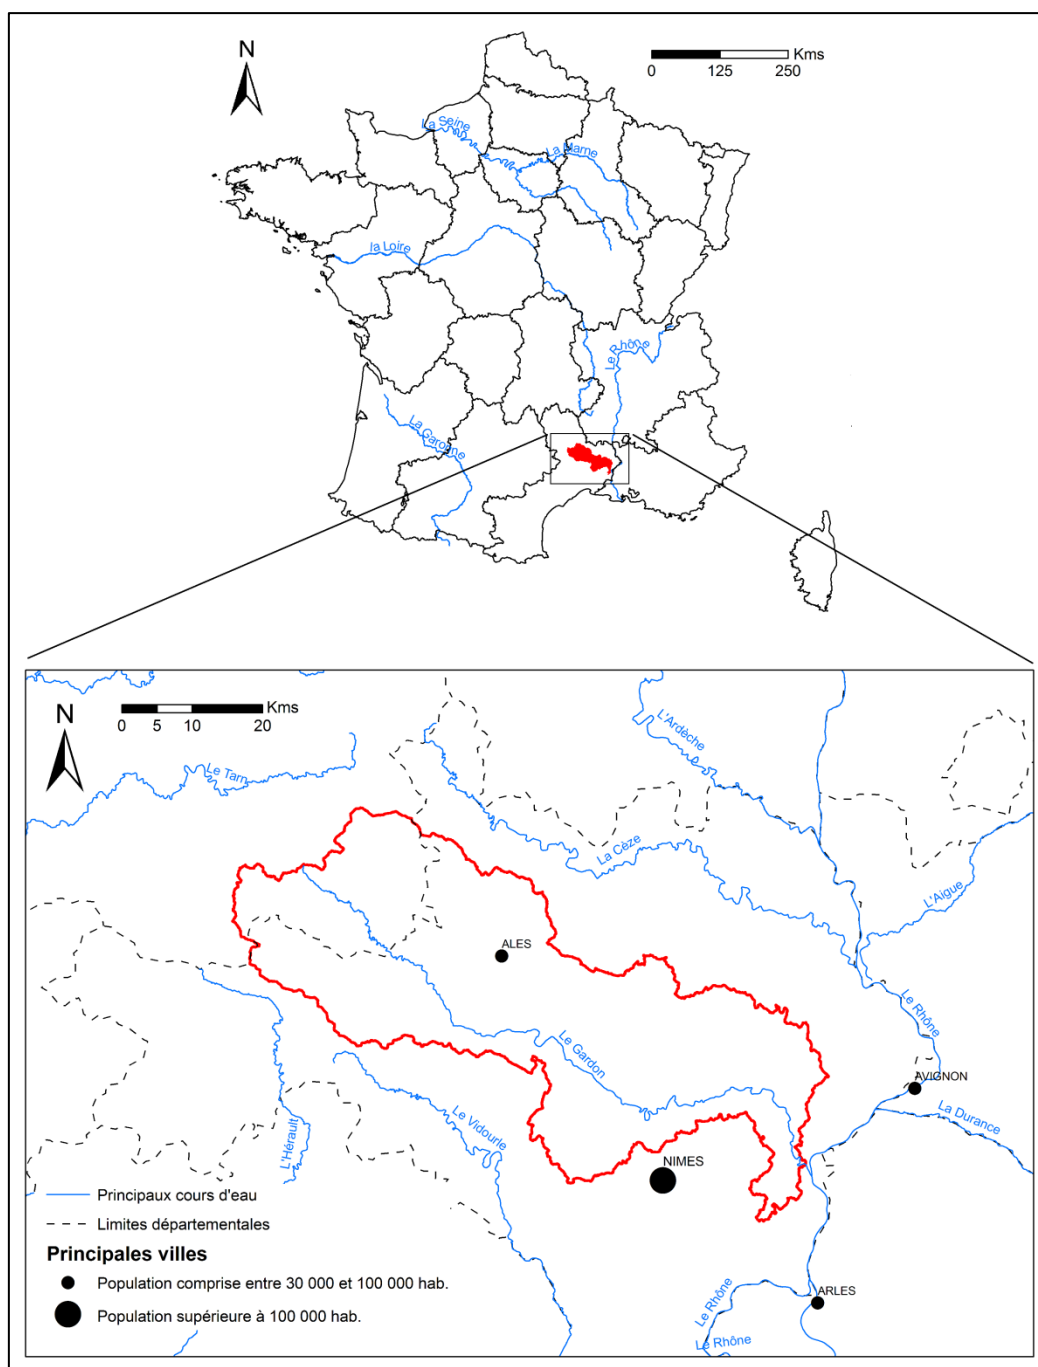 N
Kms
0 125 250
La Seine
La Marne
la Loire
Le Rhône
La Garonne
N
Kms
0 5 10 20
Le Tarn
L'Ardèche
La Cèze
L'Aigue
ALES
Le Rhône
Le Gardon
AVIGNON
La Durance
Le Vidourle
L'Hérault
NIMES
Principaux cours d'eau
Limites départementales
Principales villes
Population comprise entre 30 000 et 100 000 hab.
Population supérieure à 100 000 hab.
Le Rhône
ARLES
Le Rhône